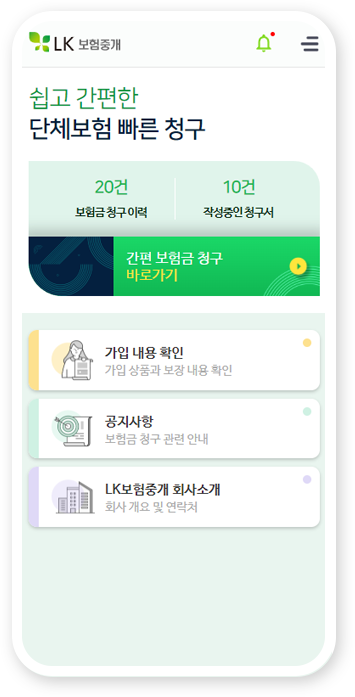 LK 보험중개
쉽고 간편한
단체보험 빠른 청구
20건
10건
보험금 청구 이력
작성중인 청구서
간편 보험금 청구
바로가기
가입 내용 확인
가입 상품과 보장 내용 확인
공지사항
보험금 청구 관련 안내
LK보험중개 회사소개
회사 개요 및 연락처